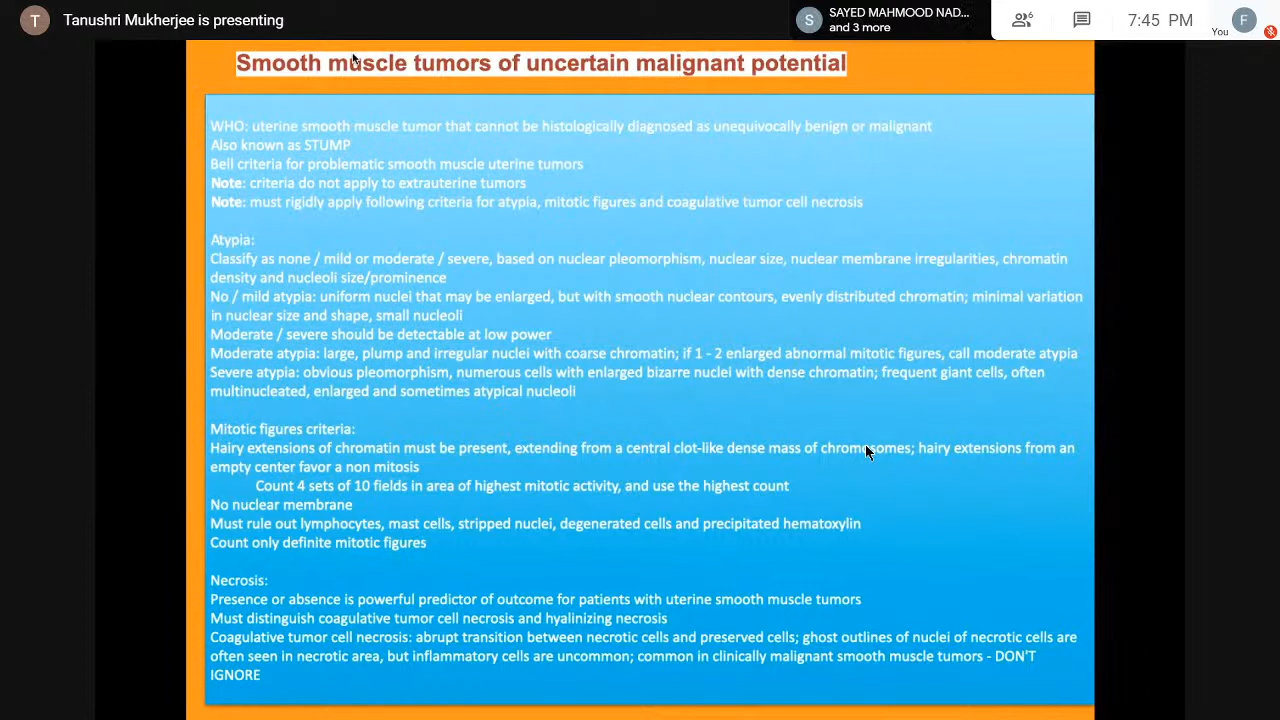 T
Tanushri Mukherjee is presenting
S
SAYED MAHMOOD NAD...
and 3 more
6
7:45 PM
You
F
Smooth muscle tumors of uncertain malignant potential
WHO: uterine smooth muscle tumor that cannot be histologically diagnosed as unequivocally benign or malignant
Also known as STUMP
Bell criteria for problematic smooth muscle uterine tumors
Note: criteria do not apply to extrauterine tumors
Note: must rigidly apply following criteria for atypia, mitotic figures and coagulative tumor cell necrosis
Atypia:
Classify as none / mild or moderate / severe, based on nuclear pleomorphism, nuclear size, nuclear membrane irregularities, chromatin
density and nucleoli size/prominence
No / mild atypia: uniform nuclei that may be enlarged, but with smooth nuclear contours, evenly distributed chromatin; minimal variation
in nuclear size and shape, small nucleoli
Moderate / severe should be detectable at low power
Moderate atypia: large, plump and irregular nuclei with coarse chromatin; if 1 - 2 enlarged abnormal mitotic figures, call moderate atypia
Severe atypia: obvious pleomorphism, numerous cells with enlarged bizarre nuclei with dense chromatin; frequent giant cells, often
multinucleated, enlarged and sometimes atypical nucleoli
Mitotic figures criteria:
Hairy extensions of chromatin must be present, extending from a central clot-like dense mass of chromosomes; hairy extensions from an
empty center favor a non mitosis
Count 4 sets of 10 fields in area of highest mitotic activity, and use the highest count
No nuclear membrane
Must rule out lymphocytes, mast cells, stripped nuclei, degenerated cells and precipitated hematoxylin
Count only definite mitotic figures
Necrosis:
Presence or absence is powerful predictor of outcome for patients with uterine smooth muscle tumors
Must distinguish coagulative tumor cell necrosis and hyalinizing necrosis
Coagulative tumor cell necrosis: abrupt transition between necrotic cells and preserved cells; ghost outlines of nuclei of necrotic cells are
often seen in necrotic area, but inflammatory cells are uncommon; common in clinically malignant smooth muscle tumors - DON'T
IGNORE